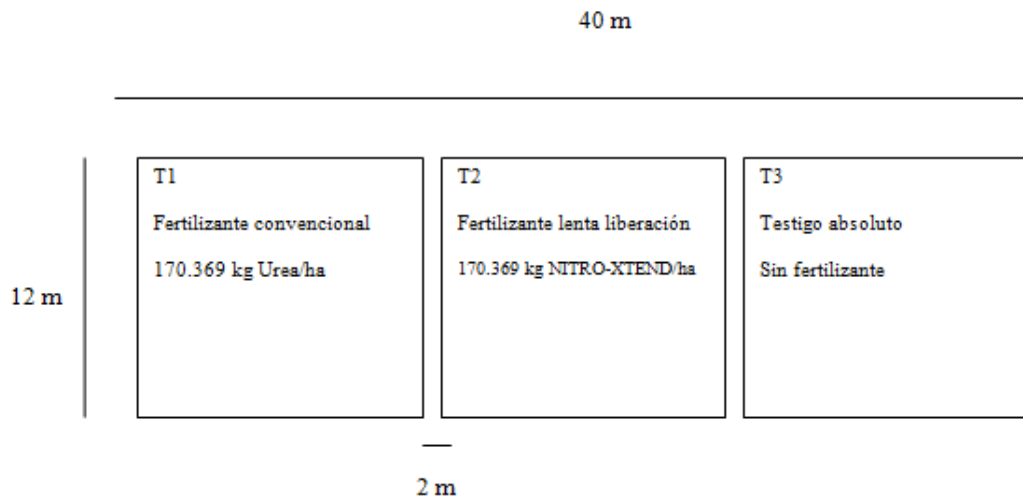 40 m
T1
Fertilizante convencional
170.369 kg Urea/ha
T2
Fertilizante lenta liberación
170.369 kg NITRO-XTEND/ha
T3
Testigo absoluto
Sin fertilizante
12 m
2 m